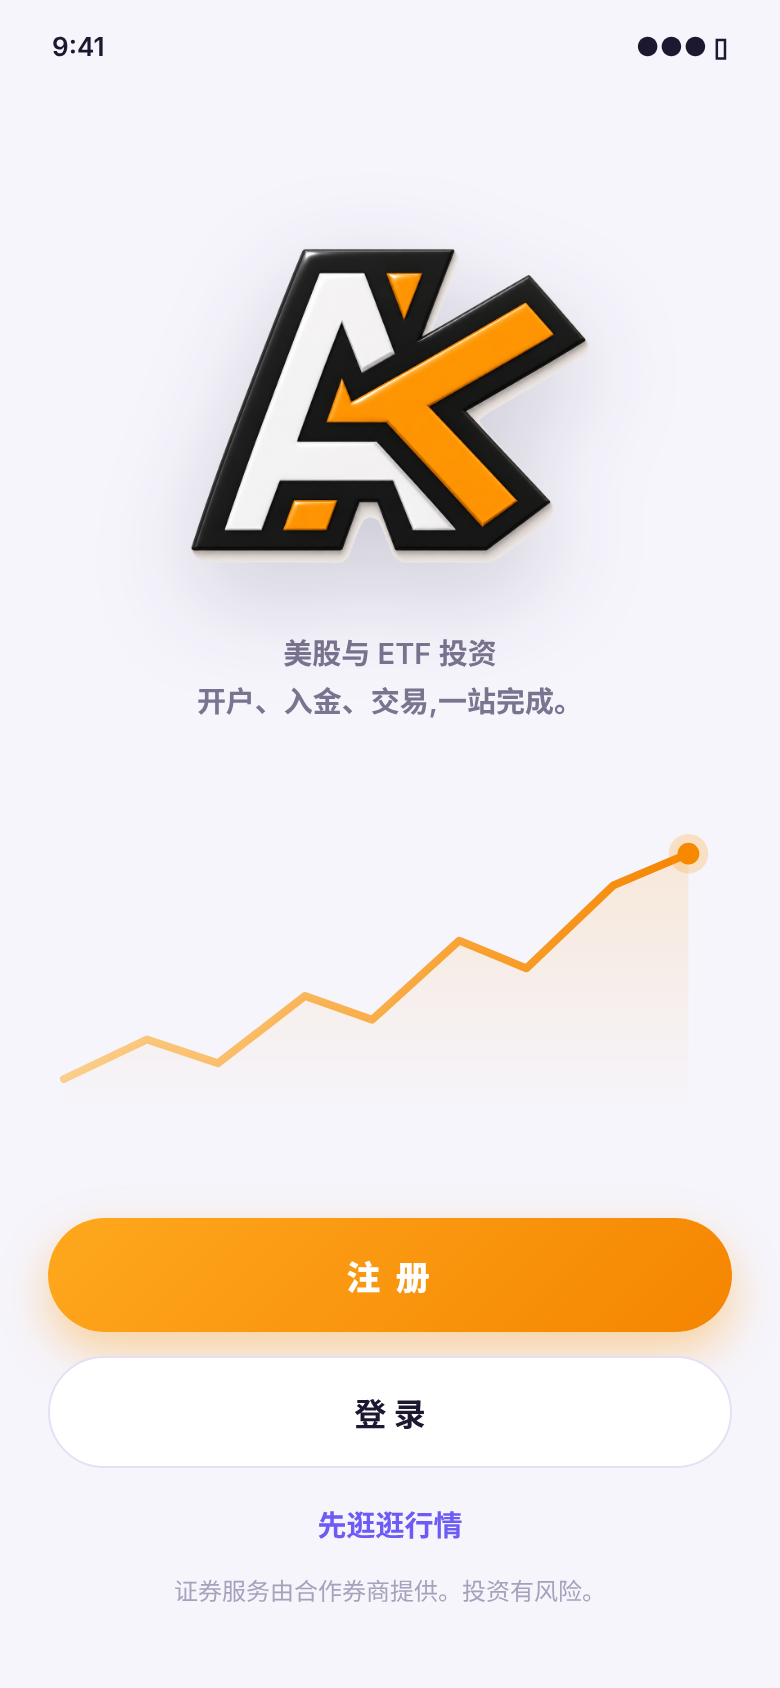 9:41
AK
美股与 ETF 投资
开户、入金、交易,一站完成。
注 册
登 录
先逛逛行情
证券服务由合作券商提供。投资有风险。